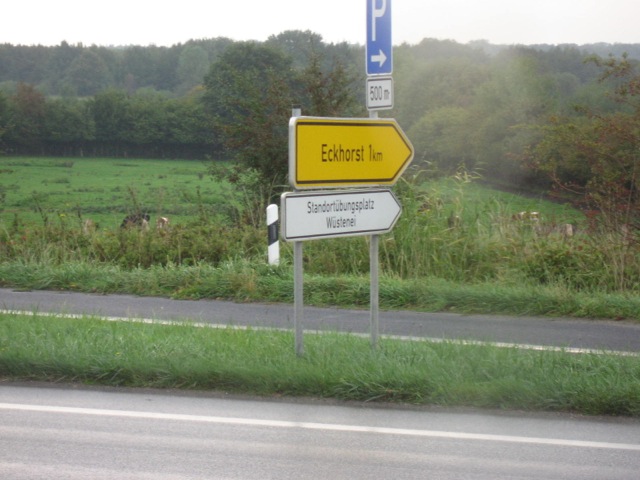 P
500 m
Eckhorst 1km
Standortübungsplatz
Wüstenei